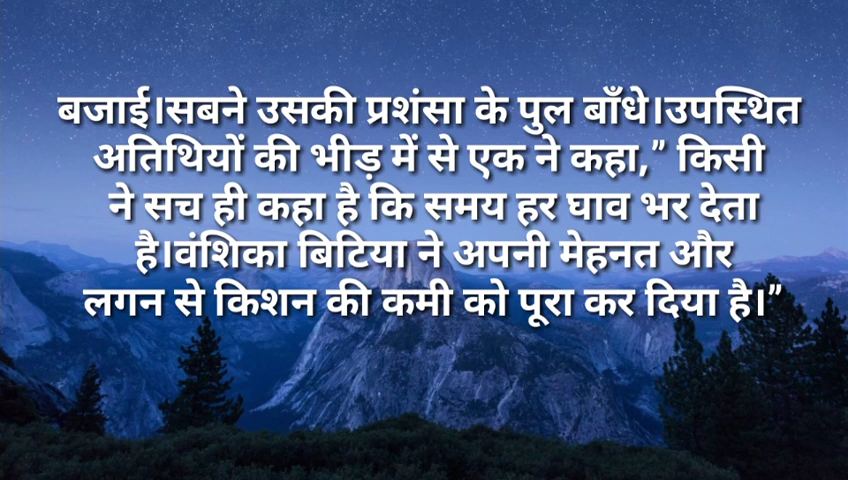 बजाई।सबने उसकी प्रशंसा के पुल बाँधे।उपस्थित
अतिथियों की भीड़ में से एक ने कहा,” किसी
ने सच ही कहा है कि समय हर घाव भर देता
है।वंशिका बिटिया ने अपनी मेहनत और
लगन से किशन की कमी को पूरा कर दिया है।”